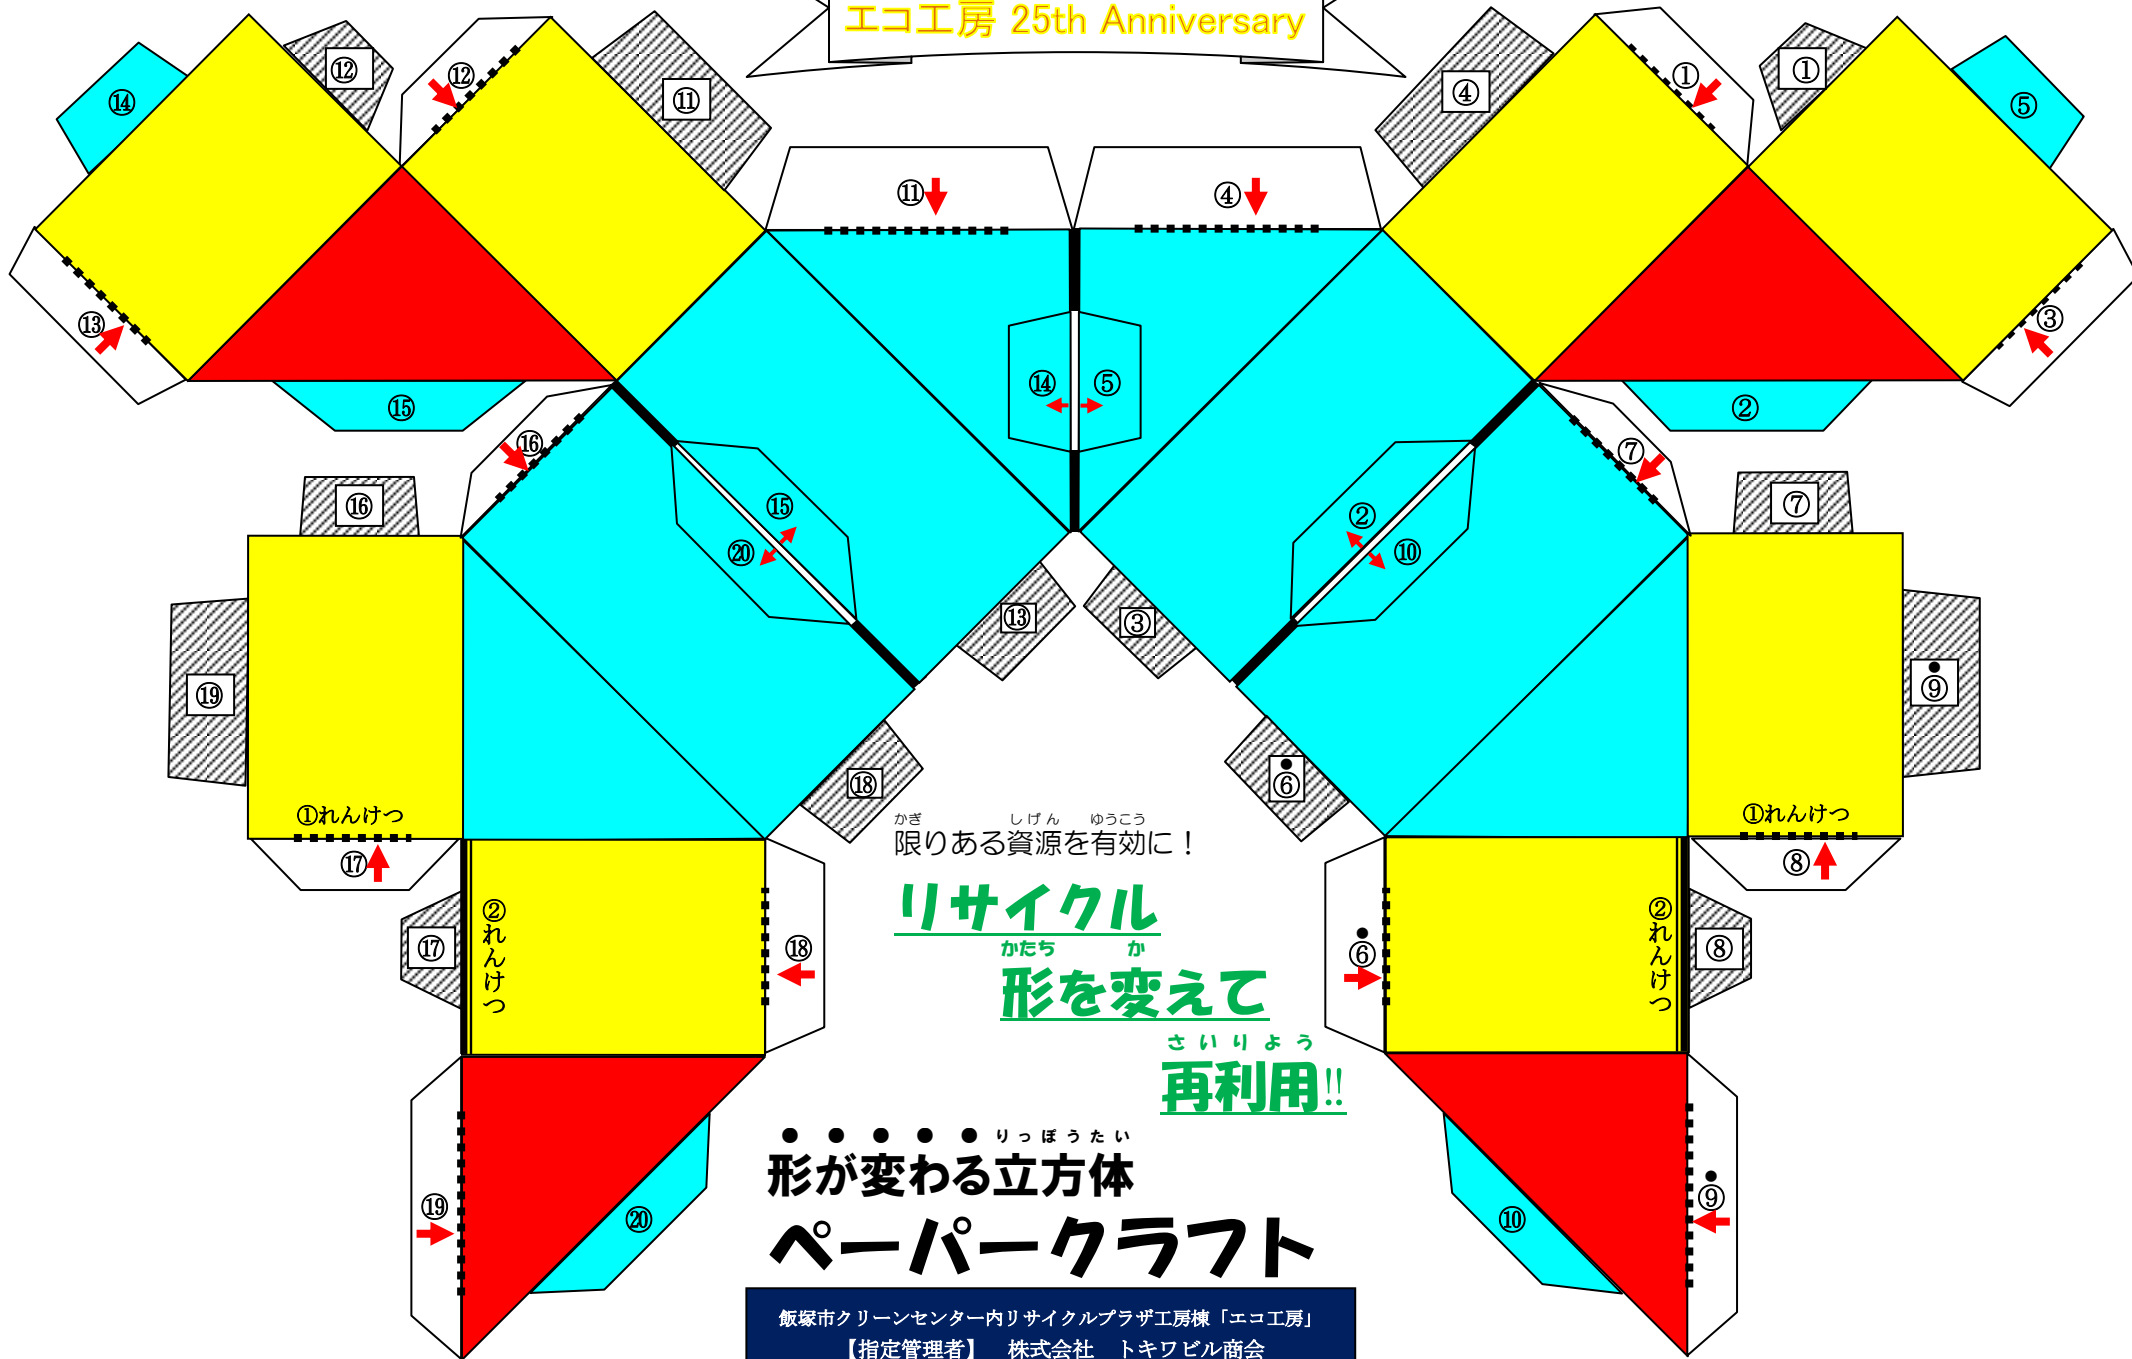 エコ工房 25th Anniversary
⑫
⑫
⑭
⑪
④
①
①
⑤
⑪
④
⑬
③
⑭
⑤
⑮
②
⑯
⑦
⑯
⑦
⑮
⑳
②
⑩
⑬
③
⑲
⑨
⑱
⑥
①れんけつ
①れんけつ
⑰
⑧
かぎ しげん ゆうこう
限りある資源を有効に！
リサイクル
かたち か
形を変えて
さいりよう
再利用!!
②れんけつ
②れんけつ
⑰
⑱
⑥
⑧
⑲
⑳
⑩
⑨
りっぽうたい
形が変わる立方体
ペーパークラフト
飯塚市クリーンセンター内リサイクルプラザ工房棟「エコ工房」
【指定管理者】 株式会社 トキワビル商会